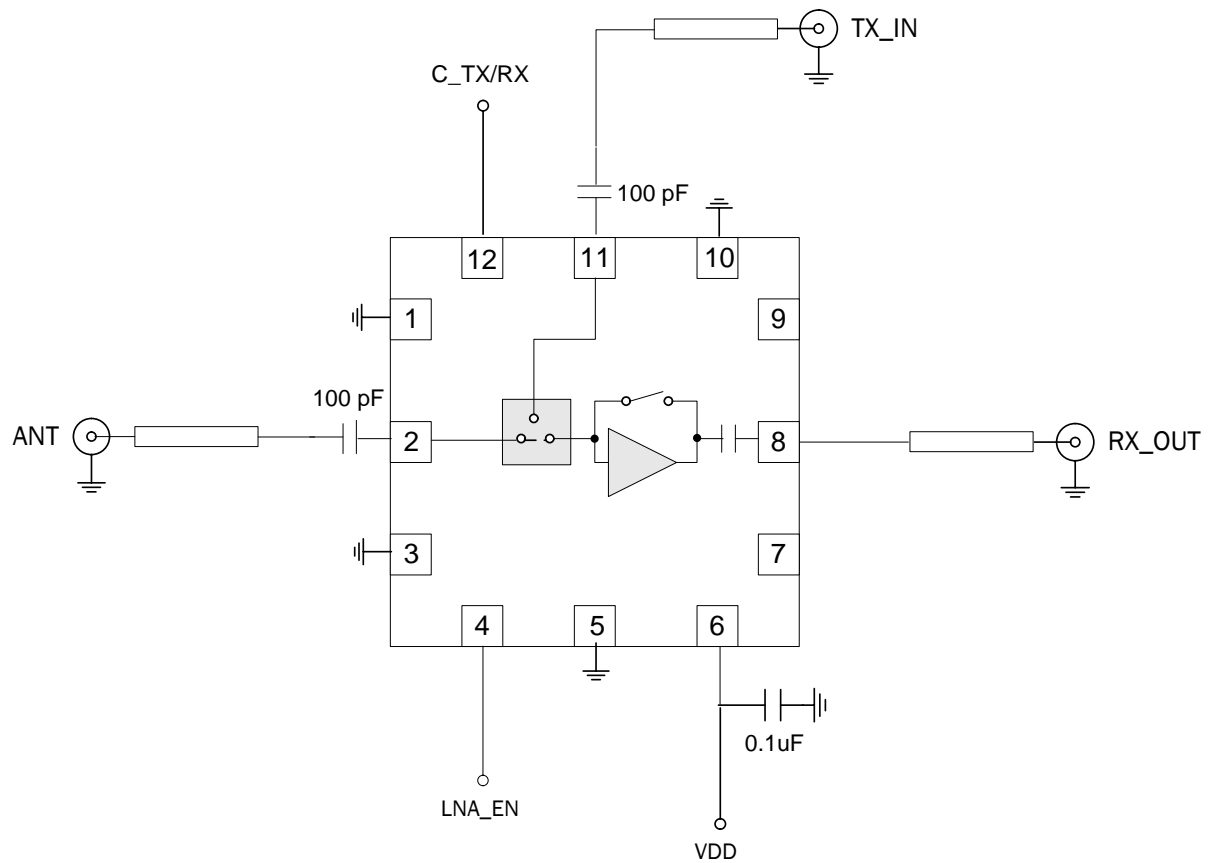 TX_IN
C_TX/RX
100 pF
12
11
10
1
9
100 pF
ANT
2
8
RX_OUT
3
7
4
5
6
0.1uF
LNA_EN
VDD